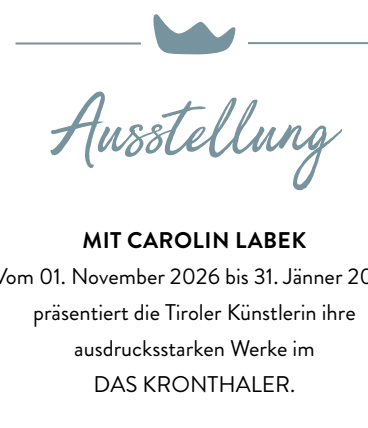 Ausstellung
MIT CAROLIN LABEK
Vom 01. November 2026 bis 31. Jänner 20
präsentiert die Tiroler Künstlerin ihre
ausdrucksstarken Werke im
DAS KRONTHALER.